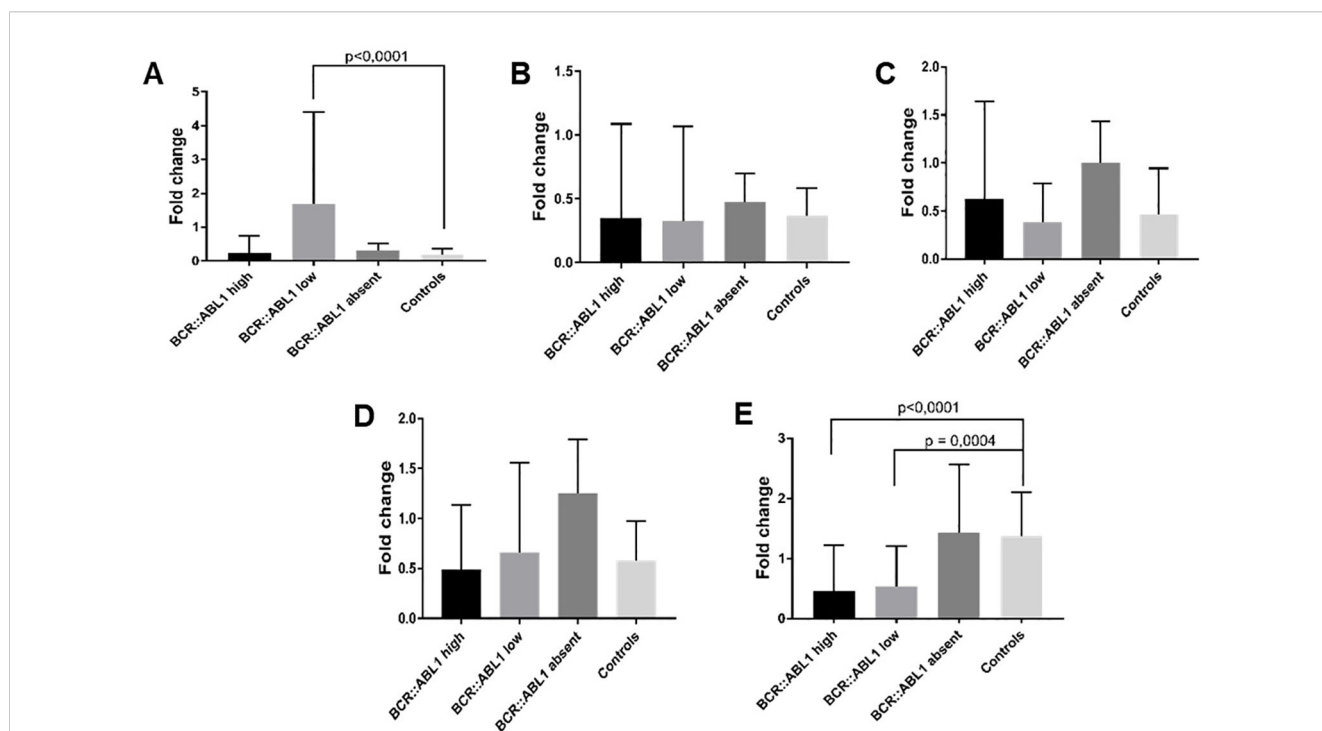 A
p<0,0001
Fold change
5
4
3
2
1
0
BCR::ABL1 high
BCR::ABL1 low
BCR::ABL1 absent
Controls
B
Fold change
1.5
1.0
0.5
0.0
BCR::ABL1 high
BCR::ABL1 low
BCR::ABL1 absent
Controls
C
Fold change
2.0
1.5
1.0
0.5
0.0
BCR::ABL1 high
BCR::ABL1 low
BCR::ABL1 absent
Controls
D
Fold change
2.0
1.5
1.0
0.5
0.0
BCR::ABL1 high
BCR::ABL1 low
BCR::ABL1 absent
Controls
E
p<0,0001
p = 0,0004
Fold change
3
2
1
0
BCR::ABL1 high
BCR::ABL1 low
BCR::ABL1 absent
Controls